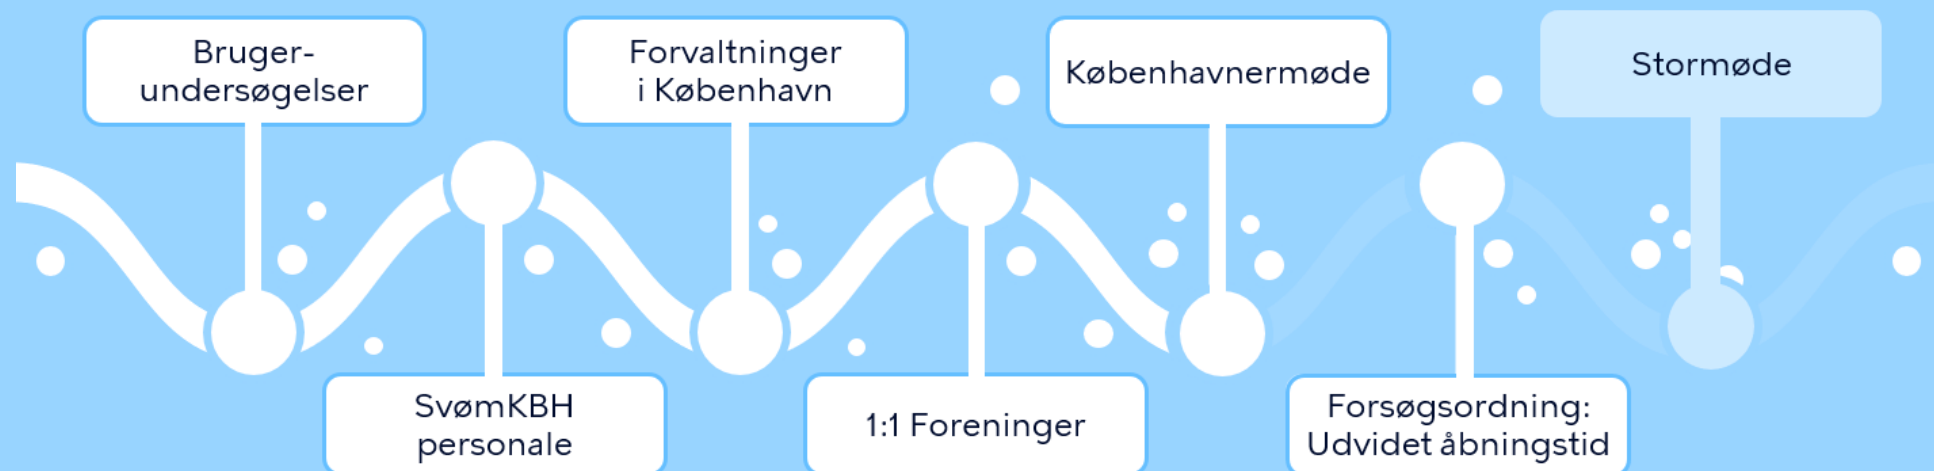 Bruger-
undersøgelser
SvømKBH
personale
Forvaltninger
i København
1:1 Foreninger
Københavnermøde
Forsøgsordning:
Udvidet åbningstid
Stormøde